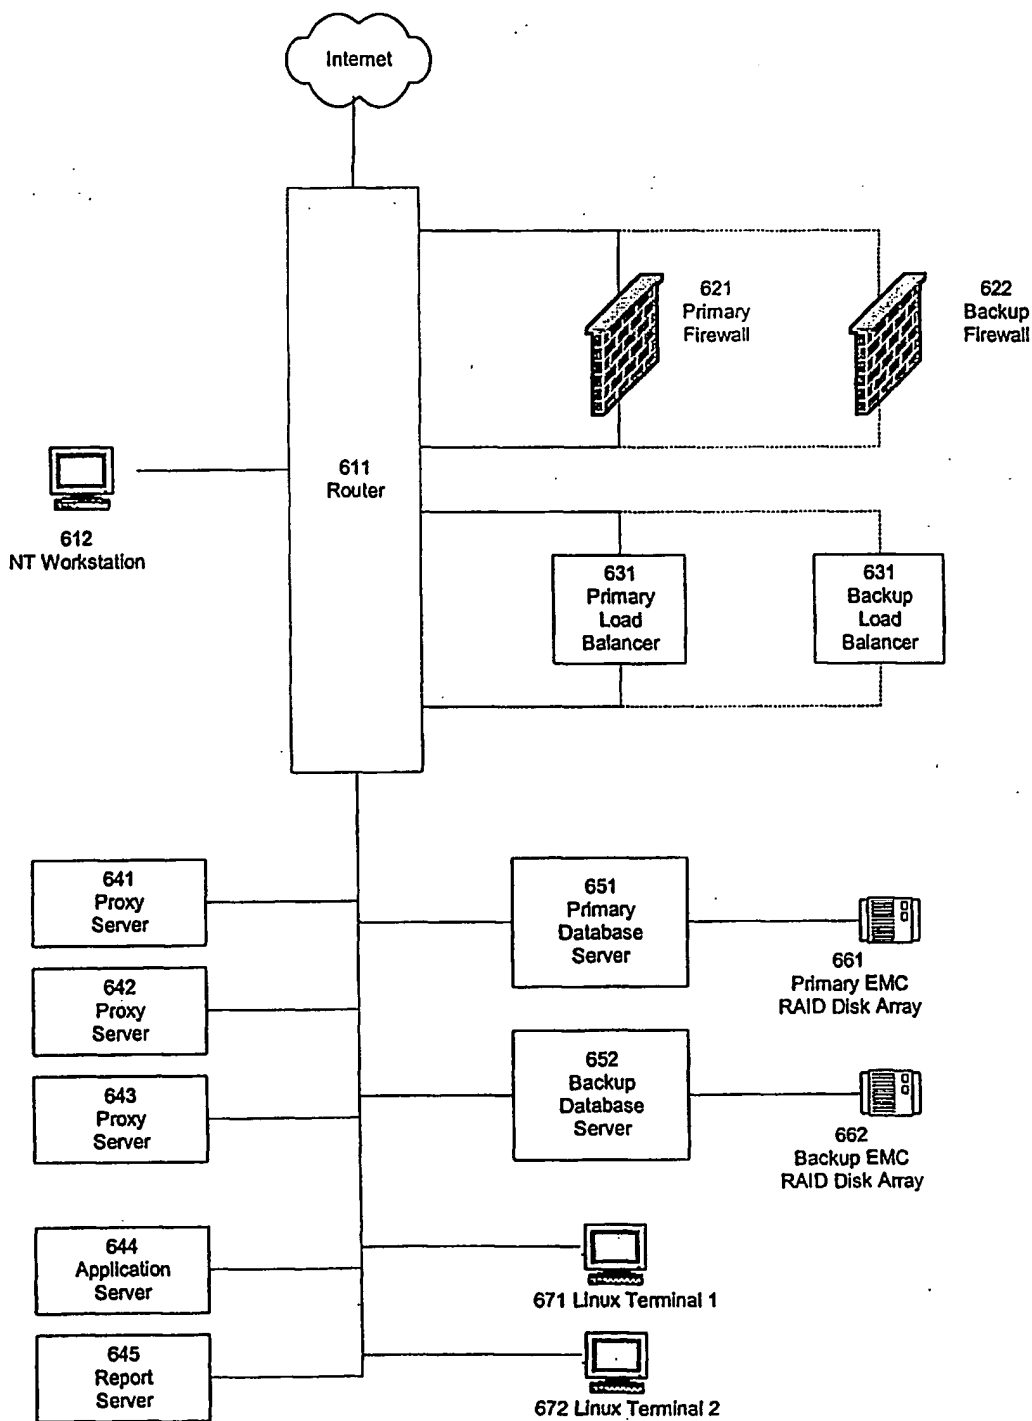 Internet
621
Primary
Firewall
622
Backup
Firewall
611
Router
612
NT Workstation
631
Primary
Load
Balancer
631
Backup
Load
Balancer
641
Proxy
Server
651
Primary
Database
Server
661
Primary EMC
RAID Disk Array
642
Proxy
Server
652
Backup
Database
Server
643
Proxy
Server
662
Backup EMC
RAID Disk Array
644
Application
Server
671 Linux Terminal 1
645
Report
Server
672 Linux Terminal 2